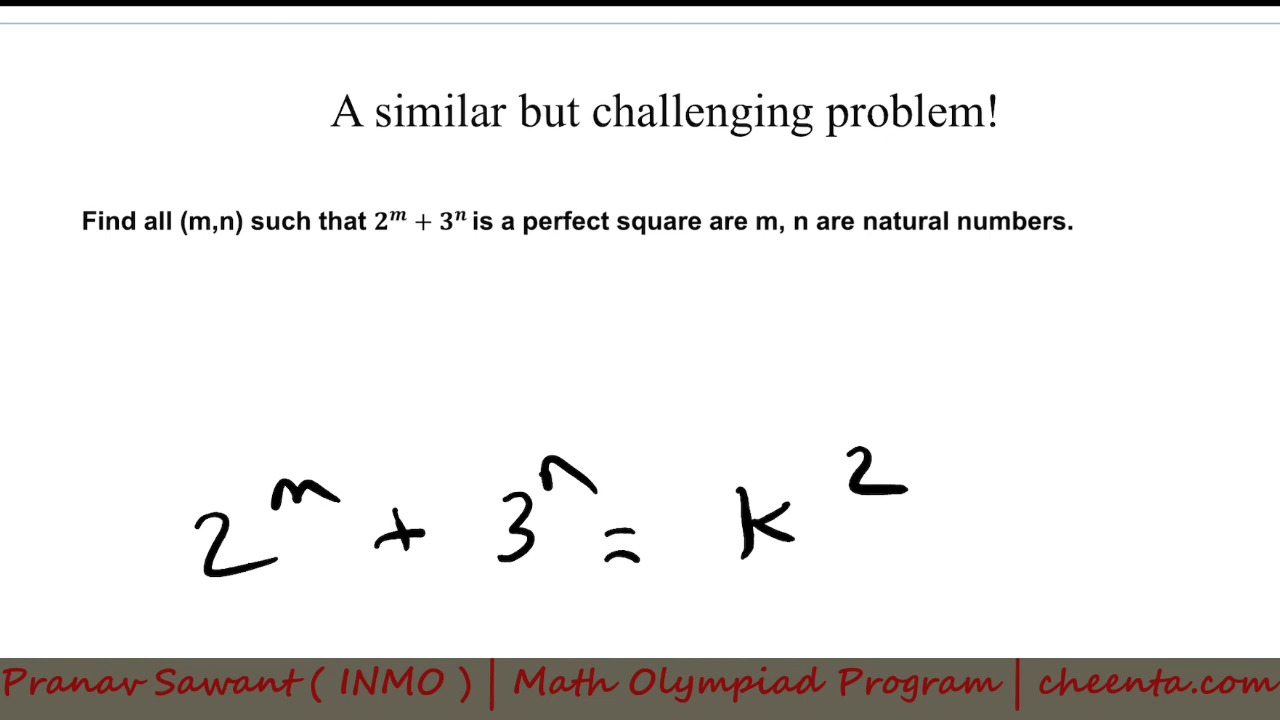 A similar but challenging problem!
Find all (m,n) such that 2^m + 3^n is a perfect square are m, n are natural numbers.
2^m + 3^n = k^2
Pranav Sawant ( INMO ) | Math Olympiad Program | cheenta.com